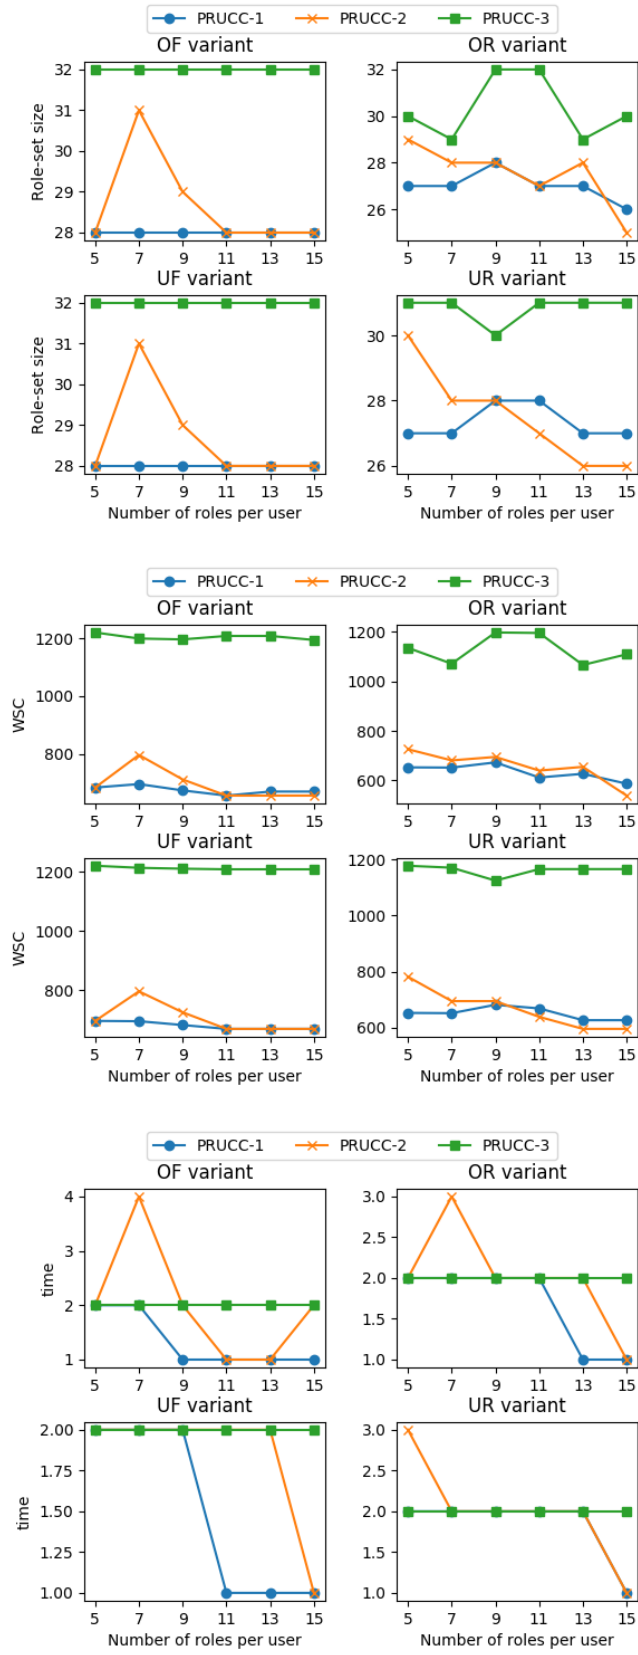 PRUCC-1 PRUCC-2 PRUCC-3
OF variant OR variant
32 32
31
30 30
Role-set size
29 28
28 26
5 7 9 11 13 15 5 7 9 11 13 15
UF variant UR variant
32
31 30
30
Role-set size
29 28
28 26
5 7 9 11 13 15 5 7 9 11 13 15
Number of roles per user Number of roles per user
PRUCC-1 PRUCC-2 PRUCC-3
OF variant OR variant
1200 1200
1000 1000
WSC
800 800
600
5 7 9 11 13 15 5 7 9 11 13 15
UF variant UR variant
1200 1200
1000 1000
WSC
800 800
600
5 7 9 11 13 15 5 7 9 11 13 15
Number of roles per user Number of roles per user
PRUCC-1 PRUCC-2 PRUCC-3
OF variant OR variant
4 3.0
3 2.5
time
2 2.0
1.5
1 1.0
5 7 9 11 13 15 5 7 9 11 13 15
UF variant UR variant
2.00 3.0
1.75 2.5
time
1.50 2.0
1.25 1.5
1.00 1.0
5 7 9 11 13 15 5 7 9 11 13 15
Number of roles per user Number of roles per user